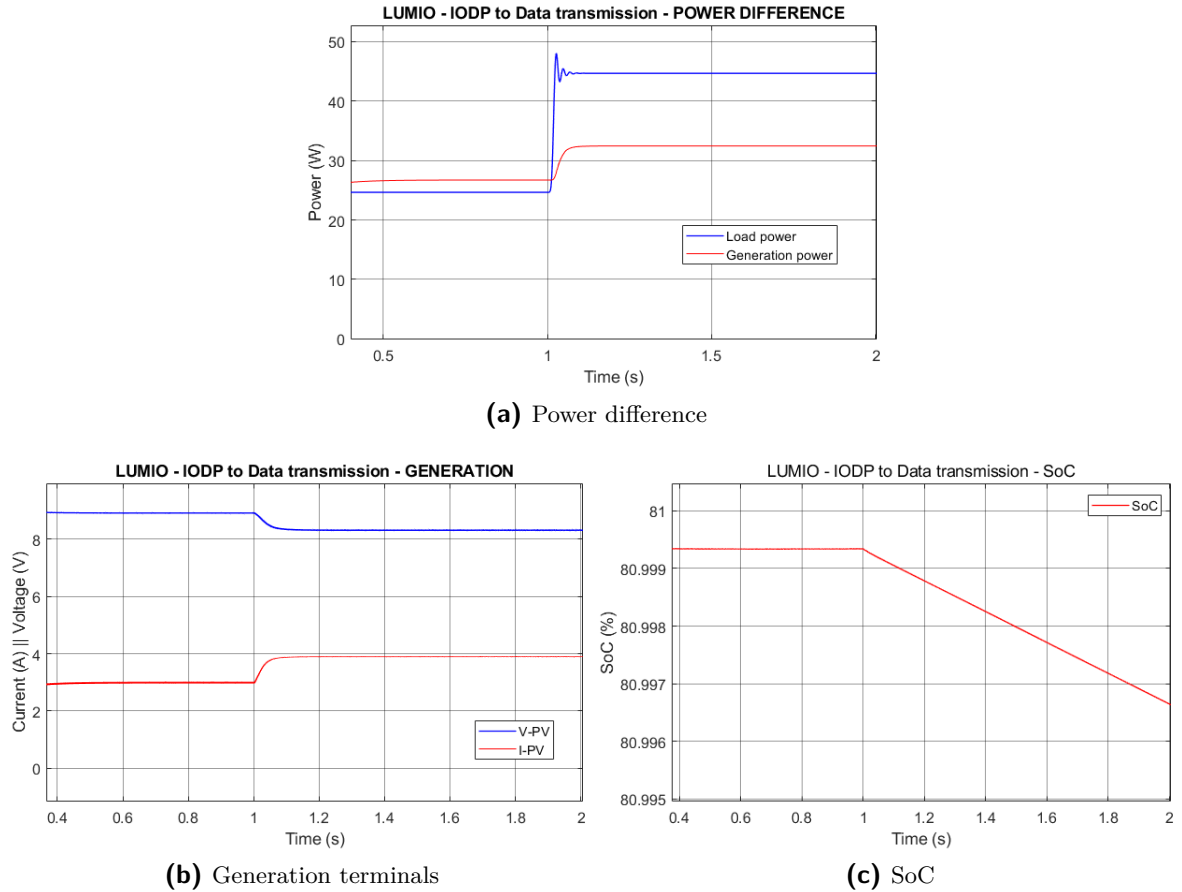 LUMIO - IODP to Data transmission - POWER DIFFERENCE
50
40
30
20
10
0
Power (W)
Load power
Generation power
0.5 1 1.5 2
Time (s)
(a) Power difference
LUMIO - IODP to Data transmission - GENERATION
8
6
4
2
0
Current (A) || Voltage (V)
V-PV
I-PV
0.4 0.6 0.8 1 1.2 1.4 1.6 1.8 2
Time (s)
(b) Generation terminals
LUMIO - IODP to Data transmission - SoC
SoC
81
80.999
80.998
80.997
80.996
80.995
SoC (%)
0.4 0.6 0.8 1 1.2 1.4 1.6 1.8 2
Time (s)
(c) SoC